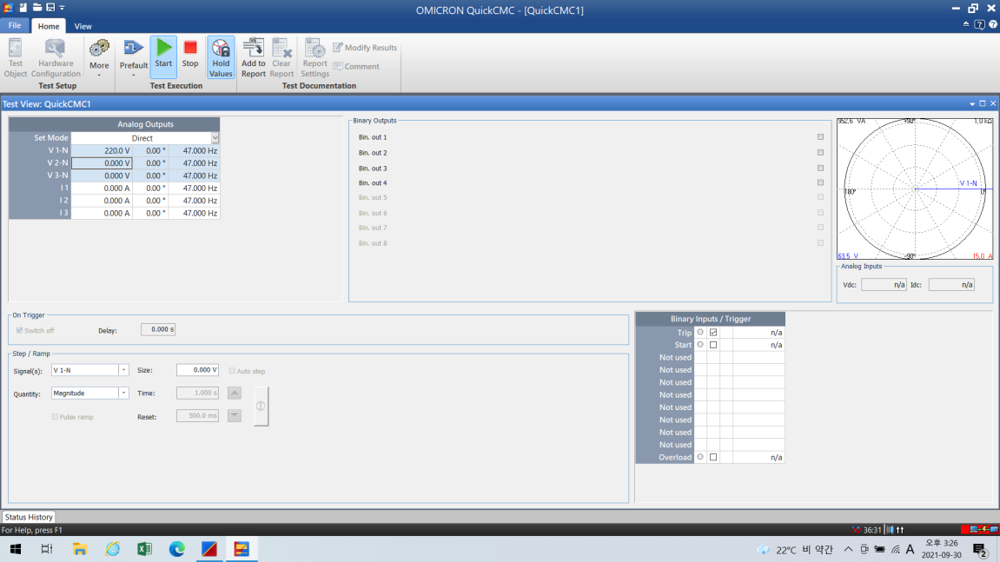 OMICRON QuickCMC - [QuickCMC1]
File Home View
Test Object
Hardware Configuration
More
Prefault
Start
Stop
Hold Values
Add to Report
Clear Report
Report Settings
Modify Results
Comment
Test Setup
Test Execution
Test Documentation
Test View: QuickCMC1
Analog Outputs
Set Mode Direct
V 1-N 220.0 V 0.00 ° 47.000 Hz
V 2-N 0.000 V 0.00 ° 47.000 Hz
V 3-N 0.000 V 0.00 ° 47.000 Hz
I 1 0.000 A 0.00 ° 47.000 Hz
I 2 0.000 A 0.00 ° 47.000 Hz
I 3 0.000 A 0.00 ° 47.000 Hz
Binary Outputs
Bin. out 1
Bin. out 2
Bin. out 3
Bin. out 4
Bin. out 5
Bin. out 6
Bin. out 7
Bin. out 8
952,6 VA +90° 1,0 kΩ
V 1-N
180° 0°
63,5 V -90° 15,0 A
Analog Inputs
Vdc: n/a Idc: n/a
On Trigger
Switch off Delay: 0.000 s
Step / Ramp
Signal(s): V 1-N Size: 0.000 V Auto step
Quantity: Magnitude Time: 1.000 s
Pulse ramp Reset: 500.0 ms
Binary Inputs / Trigger
Trip n/a
Start n/a
Not used
Not used
Not used
Not used
Not used
Not used
Not used
Not used
Overload n/a
Status History
For Help, press F1
36:31
22°C 비 약간
A
오후 3:26
2021-09-30
2